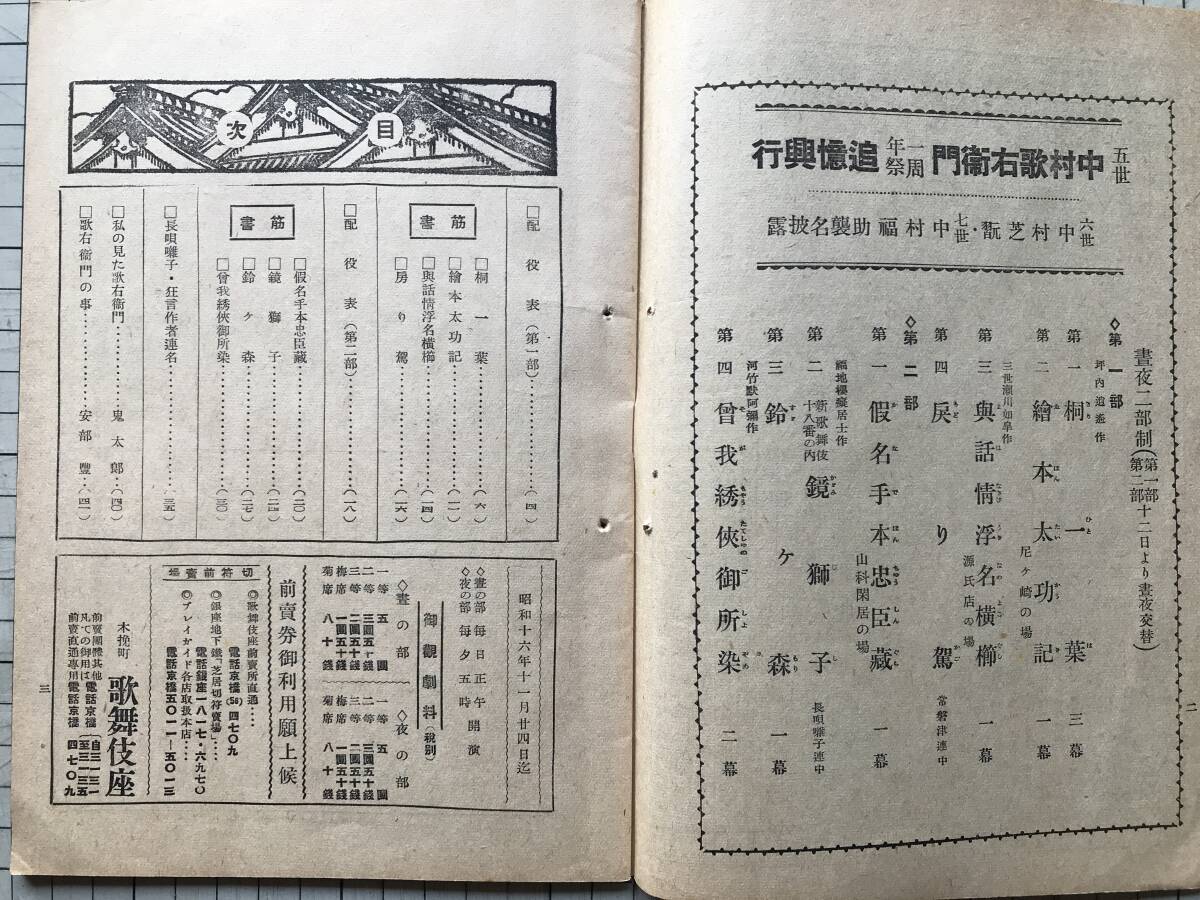 五世
中村歌右衞門一周年祭追憶興行
六世中村芝翫・七世中村福助襲名披露
晝夜二部制(第一部第二部十二日より晝夜交替)
◇第一部
坪内逍遙作
第一 桐一葉 三幕
第二 繪本太功記 尼ヶ崎の場 一幕
三世瀬川如皐作
第三 與話情浮名横櫛 源氏店の場 一幕
第四 戻り駕 常磐津連中
◇第二部
第一 假名手本忠臣藏 山科閑居の場 一幕
福地櫻痴居士作
第二 新歌舞伎十八番の内 鏡獅子 長唄囃子連中
第三 鈴ヶ森 一幕
河竹默阿彌作
第四 曾我綉俠御所染 二幕
二
目次
□配役表(第一部)…(四)
筋書
□桐一葉…(六)
□繪本太功記…(一一)
□與話情浮名横櫛…(一四)
□戻り駕…(一六)
□配役表(第二部)…(一八)
筋書
□假名手本忠臣藏…(二〇)
□鏡獅子…(二四)
□鈴ヶ森…(二七)
□曾我綉俠御所染…(三〇)
□長唄囃子・狂言作者連名…三五
□私の見た歌右衞門…鬼太郎…(四〇)
□歌右衞門の事…安部豐…(四一)
昭和十六年十一月廿四日迄
◇晝の部毎日正午開演
◇夜の部毎夕五時
御觀劇料(税別)
◇晝の部
一等 五圓
二等 三圓五十錢
三等 二圓五十錢
梅席 一圓五十錢
菊席 八十錢
◇夜の部
一等 五圓
二等 三圓五十錢
三等 二圓五十錢
梅席 一圓五十錢
菊席 八十錢
前賣券御利用願上候
切符前賣場
◎歌舞伎座前賣所直通…
電話京橋(56)四七〇九
◎銀座地下鐵「芝居切符賣場」…
電話銀座一八一七・六九七〇
◎プレイガイド各店取扱本店…
電話京橋五〇一一―五〇一三
木挽町 歌舞伎座
前賣團體其他凡ての御用は 電話京橋(自三一三一至三一三五)
前賣直通專用電話京橋 四七〇九
三